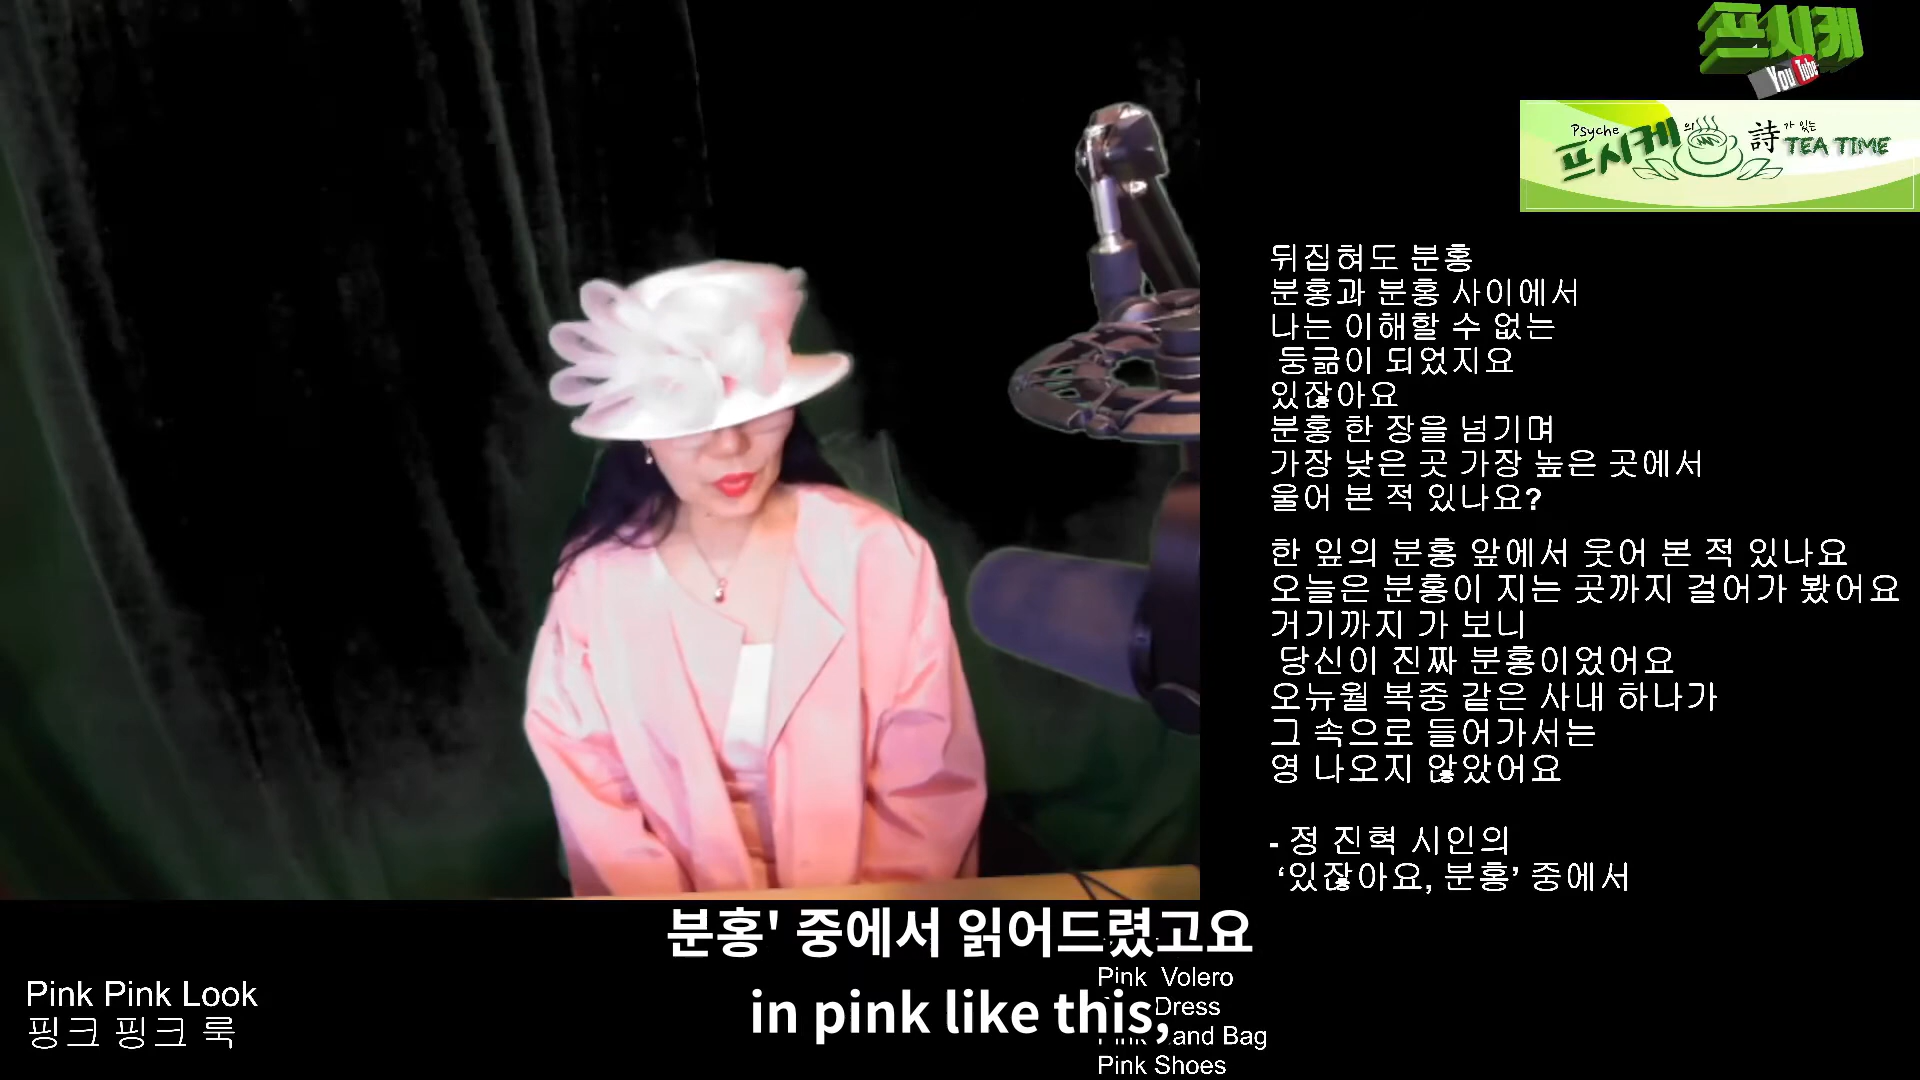 프시케
YouTube
Psyche
프시케의 詩가 있는 TEA TIME
뒤집혀도 분홍
분홍과 분홍 사이에서
나는 이해할 수 없는
둥긂이 되었지요
있잖아요
분홍 한 장을 넘기며
가장 낮은 곳 가장 높은 곳에서
울어 본 적 있나요?
한 잎의 분홍 앞에서 웃어 본 적 있나요
오늘은 분홍이 지는 곳까지 걸어가 봤어요
거기까지 가 보니
당신이 진짜 분홍이었어요
오뉴월 복중 같은 사내 하나가
그 속으로 들어가서는
영 나오지 않았어요
- 정 진혁 시인의
‘있잖아요, 분홍’ 중에서
분홍' 중에서 읽어드렸고요
in pink like this,
Pink Volero
Dress
and Bag
Pink Shoes
Pink Pink Look
핑크 핑크 룩